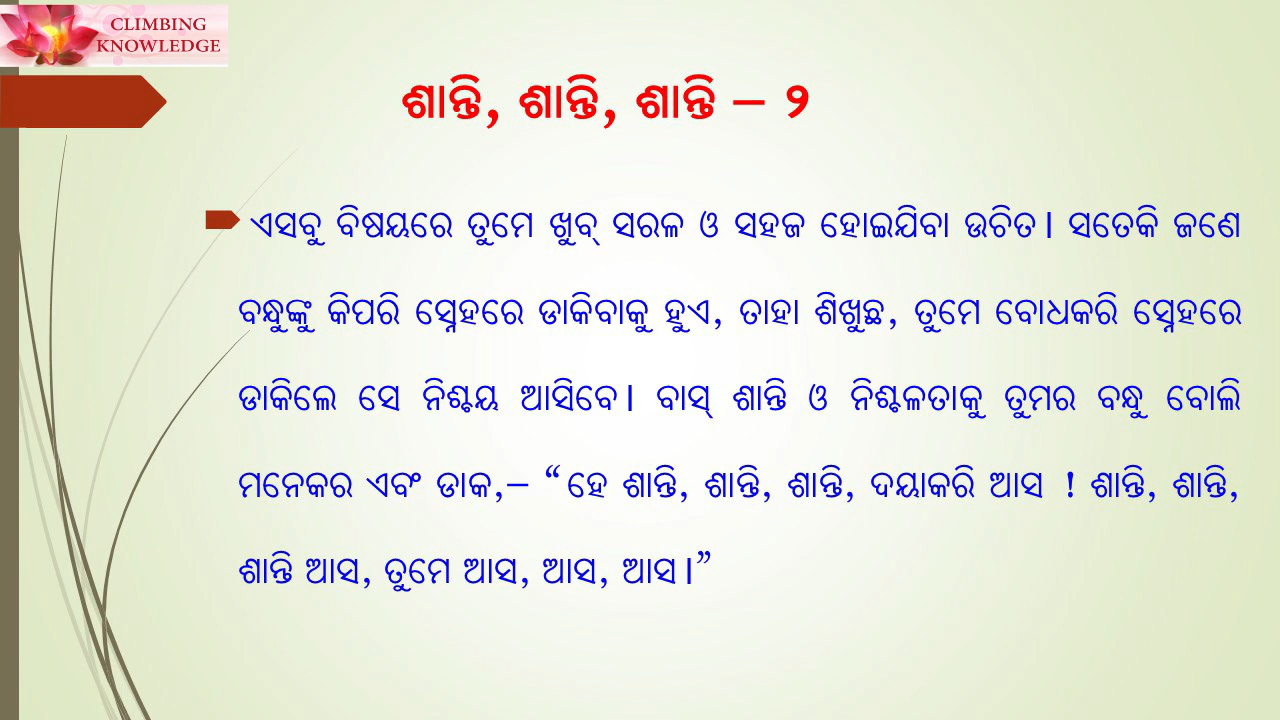 CLIMBING
KNOWLEDGE
ଶାନ୍ତି, ଶାନ୍ତି, ଶାନ୍ତି – ୨
ଏସବୁ ବିଷୟରେ ତୁମେ ଖୁବ୍ ସରଳ ଓ ସହଜ ହୋଇଯିବା ଉଚିତ। ସତେକି ଜଣେ
ବନ୍ଧୁଙ୍କୁ କିପରି ସ୍ନେହରେ ଡାକିବାକୁ ହୁଏ, ତାହା ଶିଖୁଛ, ତୁମେ ବୋଧକରି ସ୍ନେହରେ
ଡାକିଲେ ସେ ନିଶ୍ଚୟ ଆସିବେ। ବାସ୍ ଶାନ୍ତି ଓ ନିଶ୍ଚଳତାକୁ ତୁମର ବନ୍ଧୁ ବୋଲି
ମନେକର ଏବଂ ଡାକ,– “ହେ ଶାନ୍ତି, ଶାନ୍ତି, ଶାନ୍ତି, ଦୟାକରି ଆସ ! ଶାନ୍ତି, ଶାନ୍ତି,
ଶାନ୍ତି ଆସ, ତୁମେ ଆସ, ଆସ, ଆସ।”